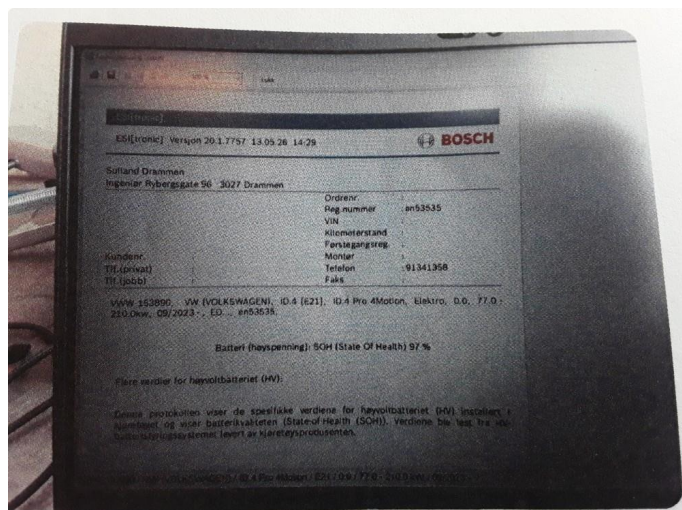 ESI[tronic]
ESI[tronic] Versjon 20.1.7757 13.05.26 14:29
BOSCH
Sulland Drammen
Ingeniør Rybergsgate 96 3027 Drammen
Ordrenr. :
Reg.nummer : en53535
VIN :
Kilometerstand :
Førstegangsreg. :
Kundenr. Montør :
Tlf.(privat) : Telefon : 91341358
Tlf.(jobb) : Faks :
VWW 153890, VW (VOLKSWAGEN), ID.4 [E21], ID.4 Pro 4Motion, Elektro, 0.0, 77.0 -
210.0kw, 09/2023 - , ED..., en53535,
Batteri (høyspenning): SOH (State Of Health) 97 %
Flere verdier for høyvoltbatteriet (HV):
Denne protokollen viser de spesifikke verdiene for høyvoltbatteriet (HV) installert i
kjøretøyet og viser batterikvaliteten (State of Health (SOH)). Verdiene ble lest fra
levert av kjøretøyprodusenten.